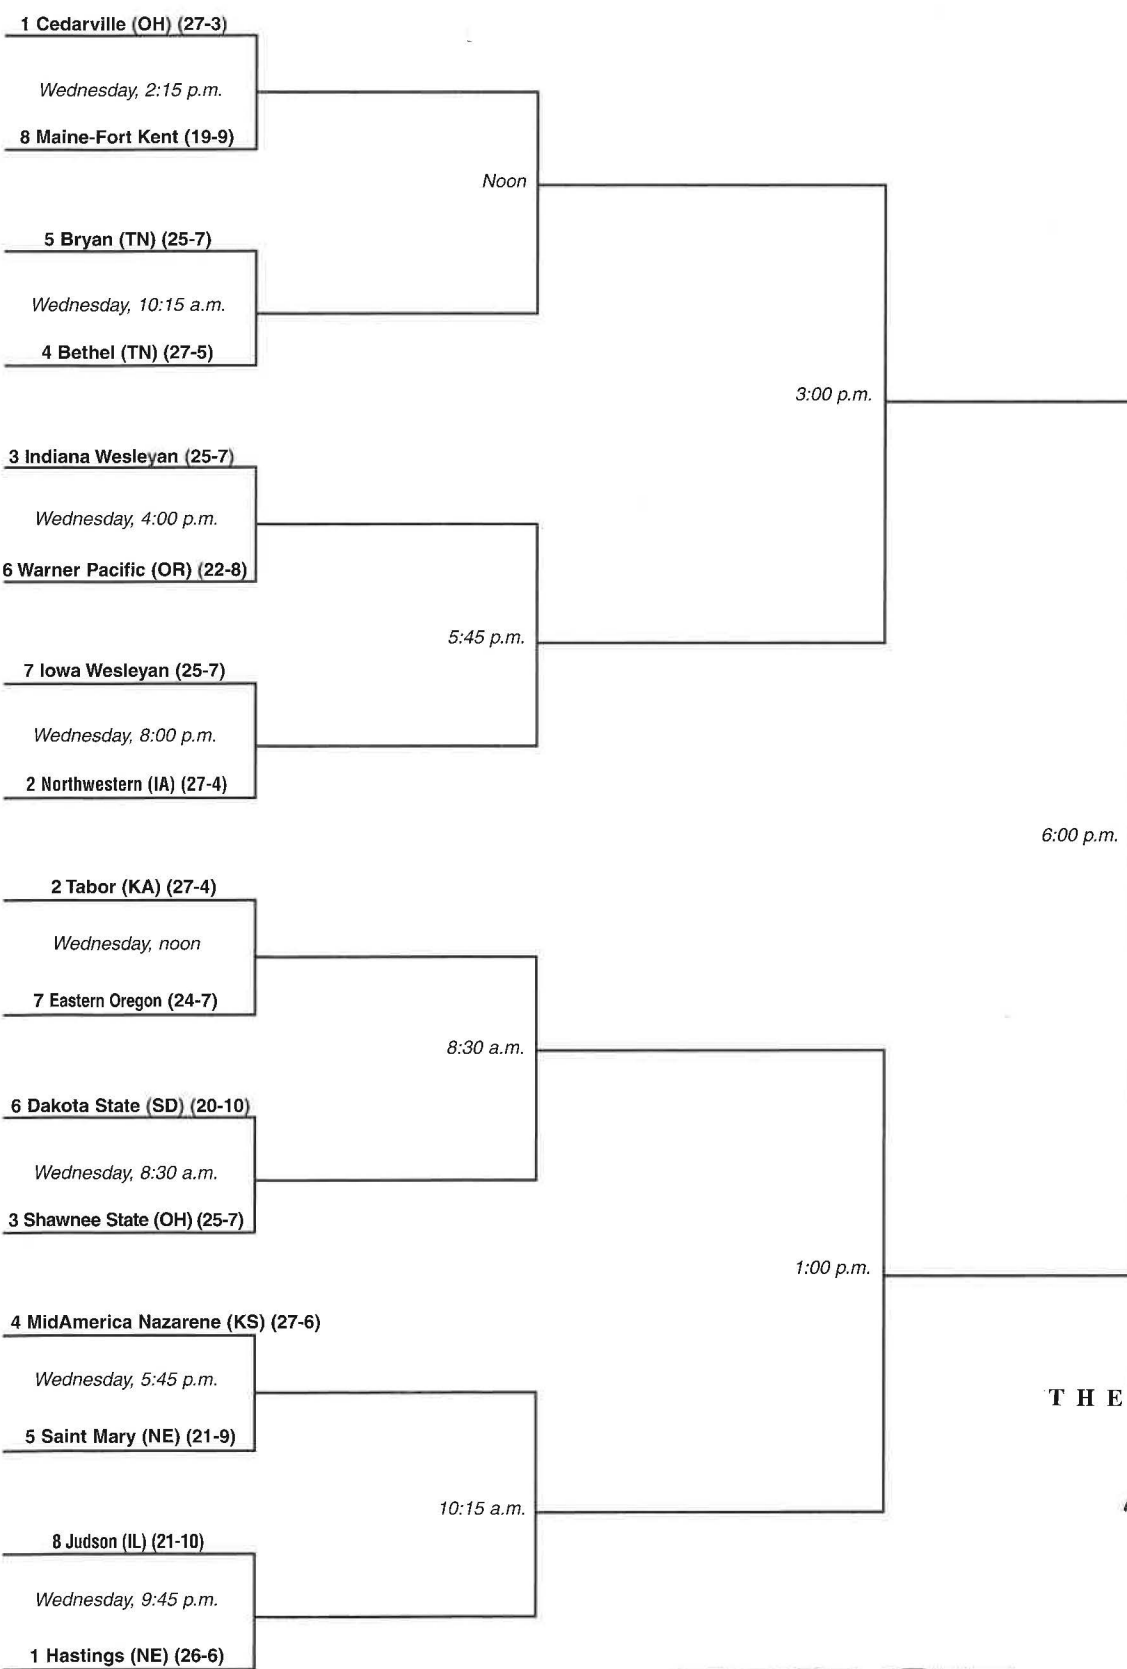 1 Cedarville (OH) (27-3)
Wednesday, 2:15 p.m.
8 Maine-Fort Kent (19-9)
Noon
5 Bryan (TN) (25-7)
Wednesday, 10:15 a.m.
4 Bethel (TN) (27-5)
3:00 p.m.
3 Indiana Wesleyan (25-7)
Wednesday, 4:00 p.m.
6 Warner Pacific (OR) (22-8)
5:45 p.m.
7 Iowa Wesleyan (25-7)
Wednesday, 8:00 p.m.
2 Northwestern (IA) (27-4)
6:00 p.m.
2 Tabor (KA) (27-4)
Wednesday, noon
7 Eastern Oregon (24-7)
8:30 a.m.
6 Dakota State (SD) (20-10)
Wednesday, 8:30 a.m.
3 Shawnee State (OH) (25-7)
1:00 p.m.
4 MidAmerica Nazarene (KS) (27-6)
Wednesday, 5:45 p.m.
THE
5 Saint Mary (NE) (21-9)
10:15 a.m.
8 Judson (IL) (21-10)
Wednesday, 9:45 p.m.
1 Hastings (NE) (26-6)